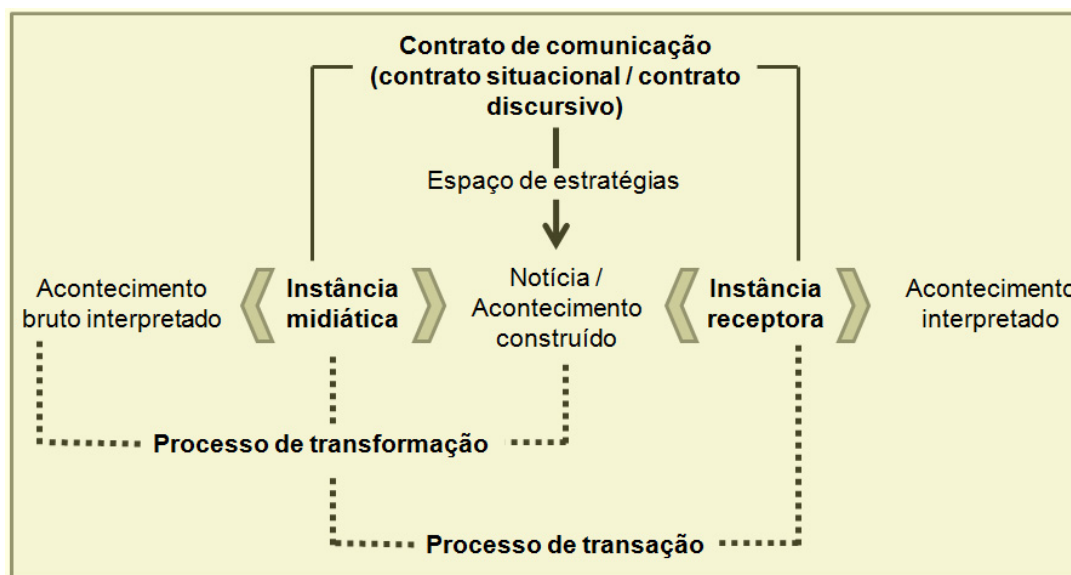 Contrato de comunicação
(contrato situacional / contrato
discursivo)
Espaço de estratégias
Acontecimento
bruto interpretado
Instância
midiática
Notícia /
Acontecimento
construído
Instância
receptora
Acontecimento
interpretado
Processo de transformação
Processo de transação